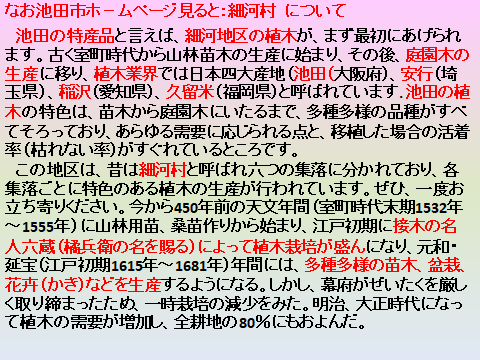 なお池田市ホームページ見ると：細河村 について
池田の特産品と言えば、細河地区の植木が、まず最初にあげられ
ます。古く室町時代から山林苗木の生産に始まり、その後、庭園木の
生産に移り、植木業界では日本四大産地（池田（大阪府）、安行（埼
玉県）、稲沢（愛知県）、久留米（福岡県）と呼ばれています．池田の植
木の特色は、苗木から庭園木にいたるまで、多種多様の品種がすべ
てそろっており、あらゆる需要に応じられる点と、移植した場合の活着
率（枯れない率）がすぐれているところです。
この地区は、昔は細河村と呼ばれ六つの集落に分かれており、各
集落ごとに特色のある植木の生産が行われています。ぜひ、一度お
立ち寄りください。今から450年前の天文年間（室町時代末期1532年
～1555年）に山林用苗、桑苗作りから始まり、江戸初期に接木の名
人六蔵（橘兵衛の名を賜る）によって植木栽培が盛んになり、元和・
延宝（江戸初期1615年～1681年）年間には、多種多様の苗木、盆栽、
花卉（かき）などを生産するようになる。しかし、幕府がぜいたくを厳し
く取り締まったため、一時栽培の減少をみた。明治、大正時代になっ
て植木の需要が増加し、全耕地の80％にもおよんだ。